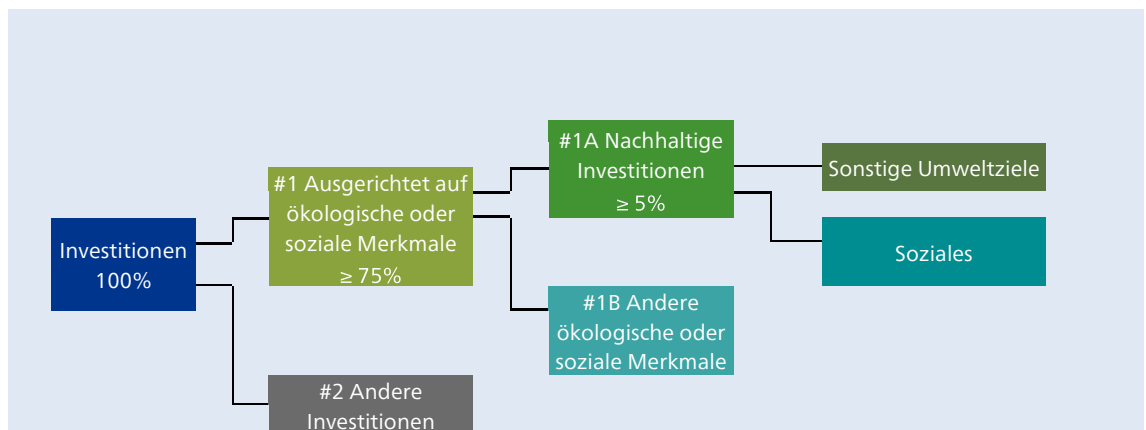 Investitionen
100%
#1 Ausgerichtet auf
ökologische oder
soziale Merkmale
≥ 75%
#2 Andere
Investitionen
#1A Nachhaltige
Investitionen
≥ 5%
#1B Andere
ökologische oder
soziale Merkmale
Sonstige Umweltziele
Soziales